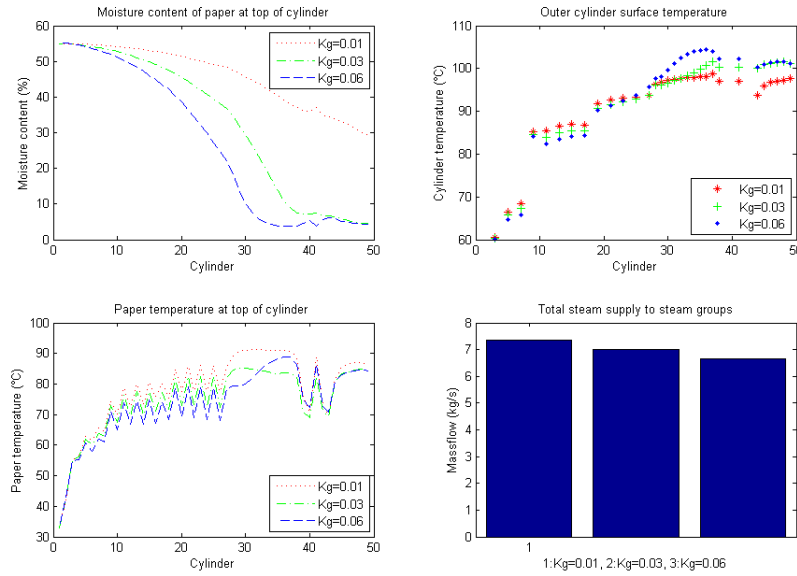 Moisture content of paper at top of cylinder
60
50
40
30
20
10
0
Moisture content (%)
Kg=0.01
Kg=0.03
Kg=0.06
0 10 20 30 40 50
Cylinder
Outer cylinder surface temperature
110
100
90
80
70
60
Cylinder temperature (°C)
Kg=0.01
Kg=0.03
Kg=0.06
0 10 20 30 40 50
Cylinder
Paper temperature at top of cylinder
100
90
80
70
60
50
40
30
Paper temperature (°C)
Kg=0.01
Kg=0.03
Kg=0.06
0 10 20 30 40 50
Cylinder
Total steam supply to steam groups
8
7
6
5
4
3
2
1
0
Massflow (kg/s)
1
1:Kg=0.01, 2:Kg=0.03, 3:Kg=0.06